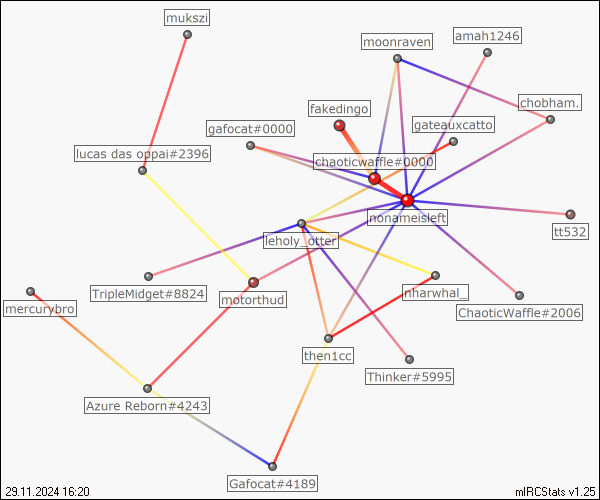 mukszi
amah1246
moonraven
fakedingo
chobham.
gafocat#0000
gateauxcatto
lucas das oppai#2396
chaoticwaffle#0000
nonameisleft
tt532
leholy_otter
TripleMidget#8824
motorthud
nharwhal_
mercurybro
ChaoticWaffle#2006
then1cc
Thinker#5995
Azure Reborn#4243
Gafocat#4189
29.11.2024 16:20
mIRCStats v1.25